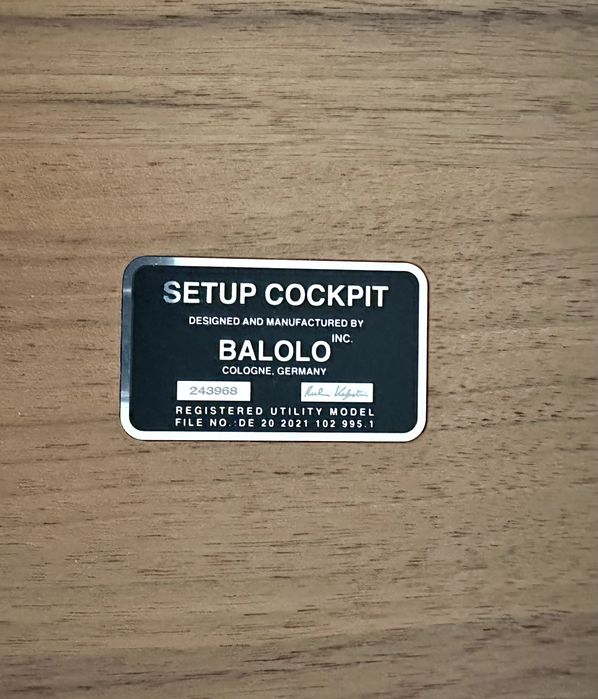 SETUP COCKPIT
DESIGNED AND MANUFACTURED BY
BALOLO INC.
COLOGNE, GERMANY
243968
REGISTERED UTILITY MODEL
FILE NO.:DE 20 2021 102 995.1